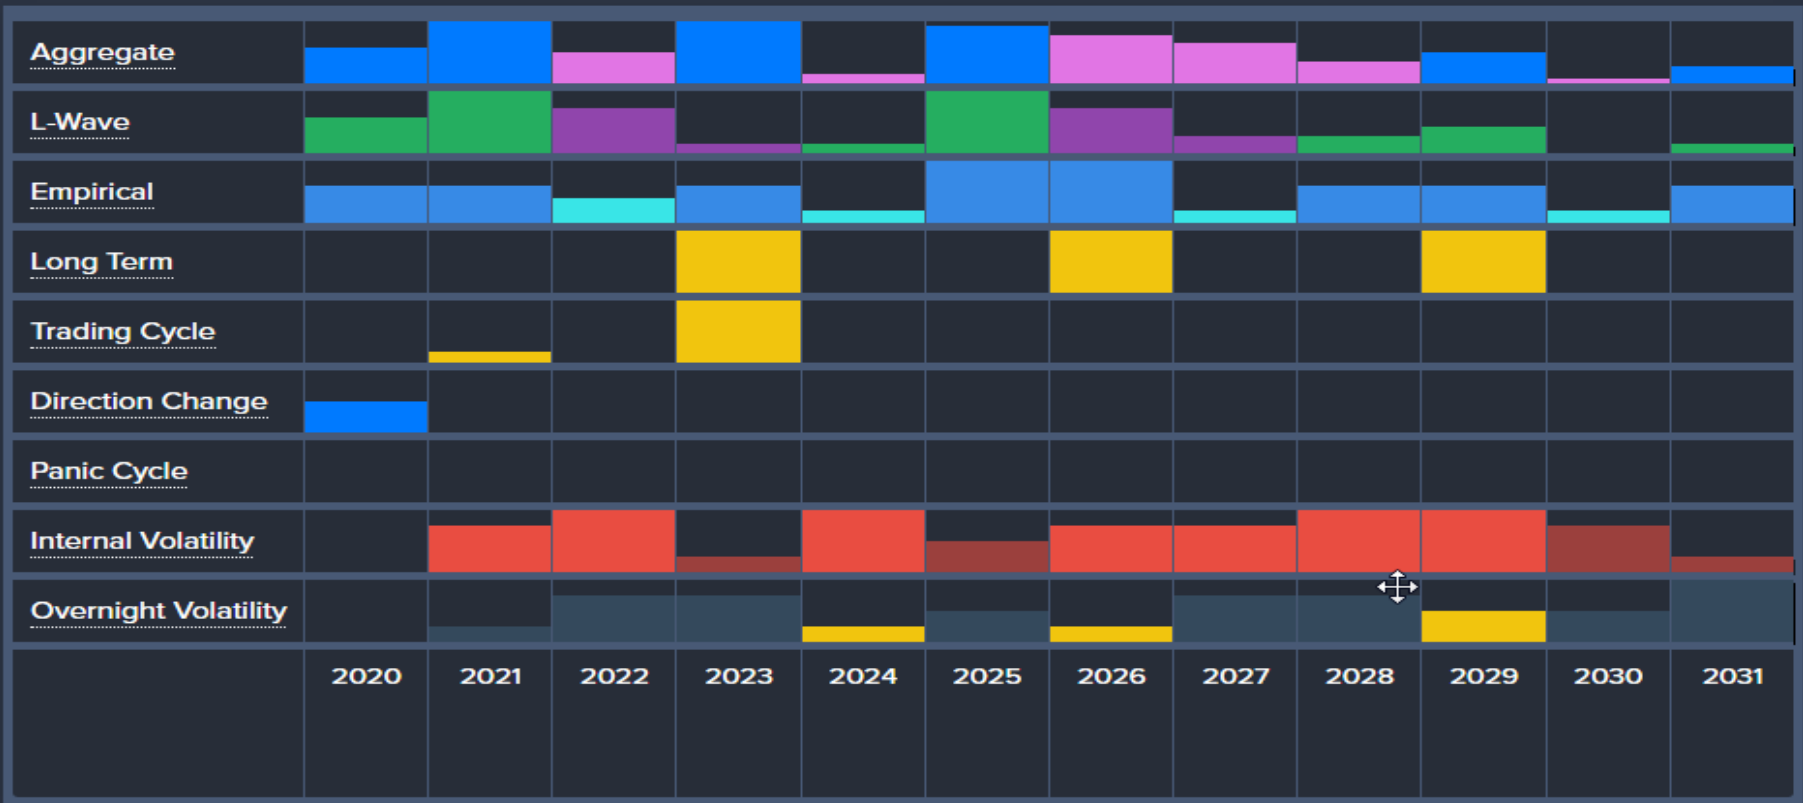 Aggregate
L-Wave
Empirical
Long Term
Trading Cycle
Direction Change
Panic Cycle
Internal Volatility
Overnight Volatility
2020 2021 2022 2023 2024 2025 2026 2027 2028 2029 2030 2031